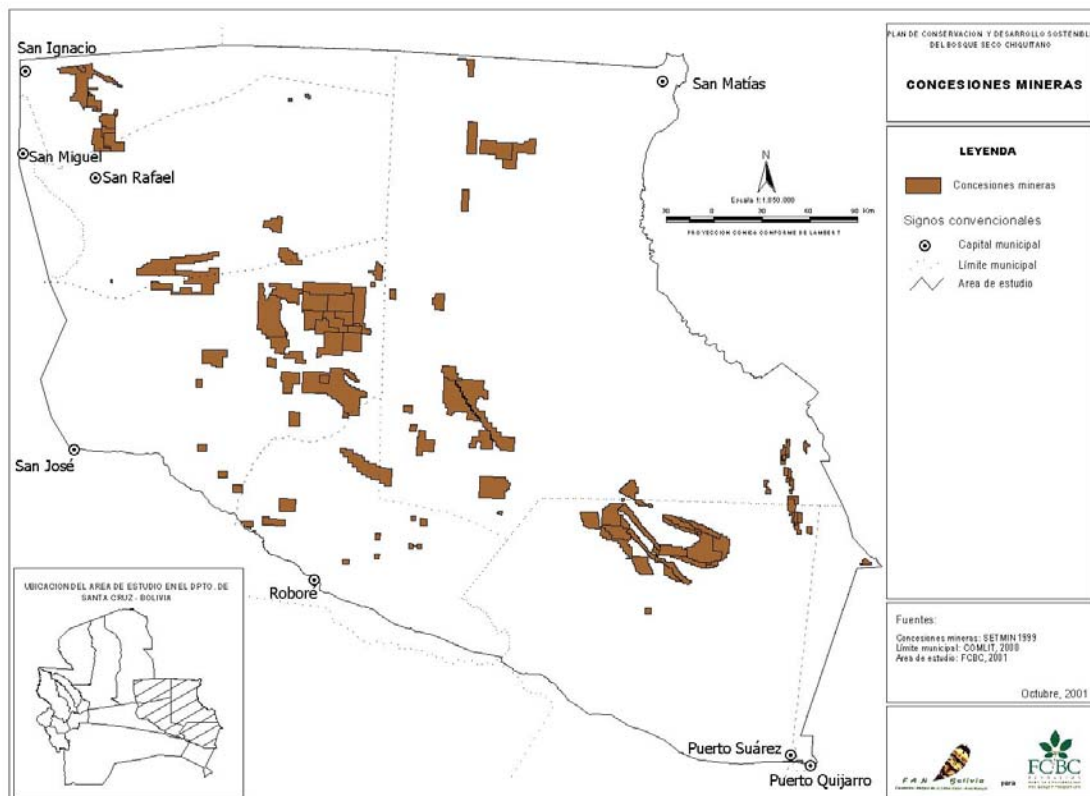 San Ignacio
San Miguel
San Rafael
San Matías
N
Escala 1:1.050.000
30 0 30 60 90 Km
PROYECCION CONICA CONFORME DE LAMBERT
San José
Roboré
Puerto Suárez
Puerto Quijarro
UBICACION DEL AREA DE ESTUDIO EN EL DPTO. DE
SANTA CRUZ - BOLIVIA
PLAN DE CONSERVACION Y DESARROLLO SOSTENIBL
DEL BOSQUE SECO CHIQUITANO
CONCESIONES MINERAS
LEYENDA
Concesiones mineras
Signos convencionales
Capital municipal
Límite municipal
Area de estudio
Fuentes:
Concesiones mineras: SETMIN 1999
Límite municipal: COMLIT, 2000
Area de estudio: FCBC, 2001
Octubre, 2001
FAN Bolivia
para
FCBC